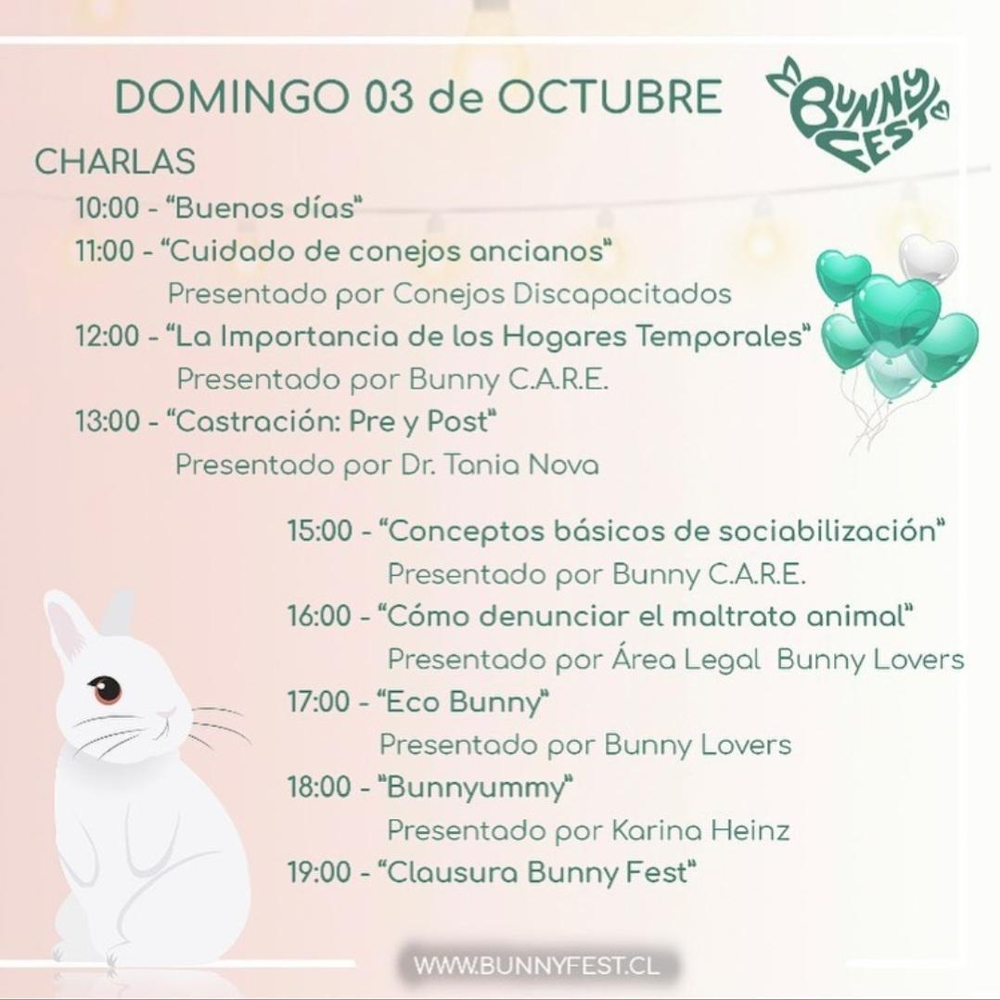 DOMINGO 03 de OCTUBRE
BUNNY
FEST
CHARLAS
10:00 - “Buenos días”
11:00 - “Cuidado de conejos ancianos”
Presentado por Conejos Discapacitados
12:00 - “La Importancia de los Hogares Temporales”
Presentado por Bunny C.A.R.E.
13:00 - “Castración: Pre y Post”
Presentado por Dr. Tania Nova
15:00 - “Conceptos básicos de sociabilización”
Presentado por Bunny C.A.R.E.
16:00 - “Cómo denunciar el maltrato animal”
Presentado por Área Legal Bunny Lovers
17:00 - “Eco Bunny”
Presentado por Bunny Lovers
18:00 - ”Bunnyummy”
Presentado por Karina Heinz
19:00 - “Clausura Bunny Fest”
WWW.BUNNYFEST.CL